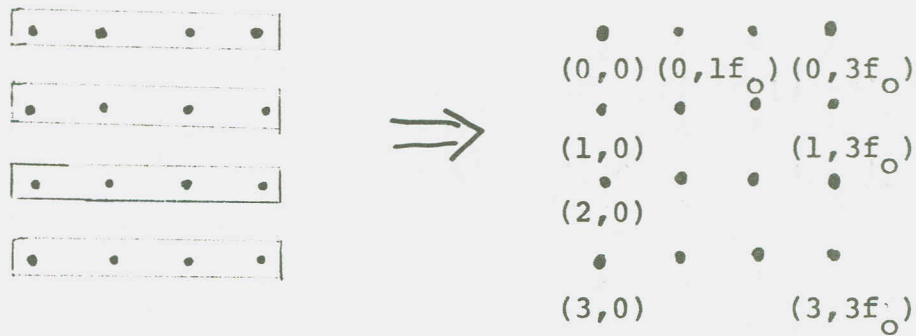 (0,0) (0,1f₀) (0,3f₀)
(1,0) (1,3f₀)
(2,0)
(3,0) (3,3f₀)